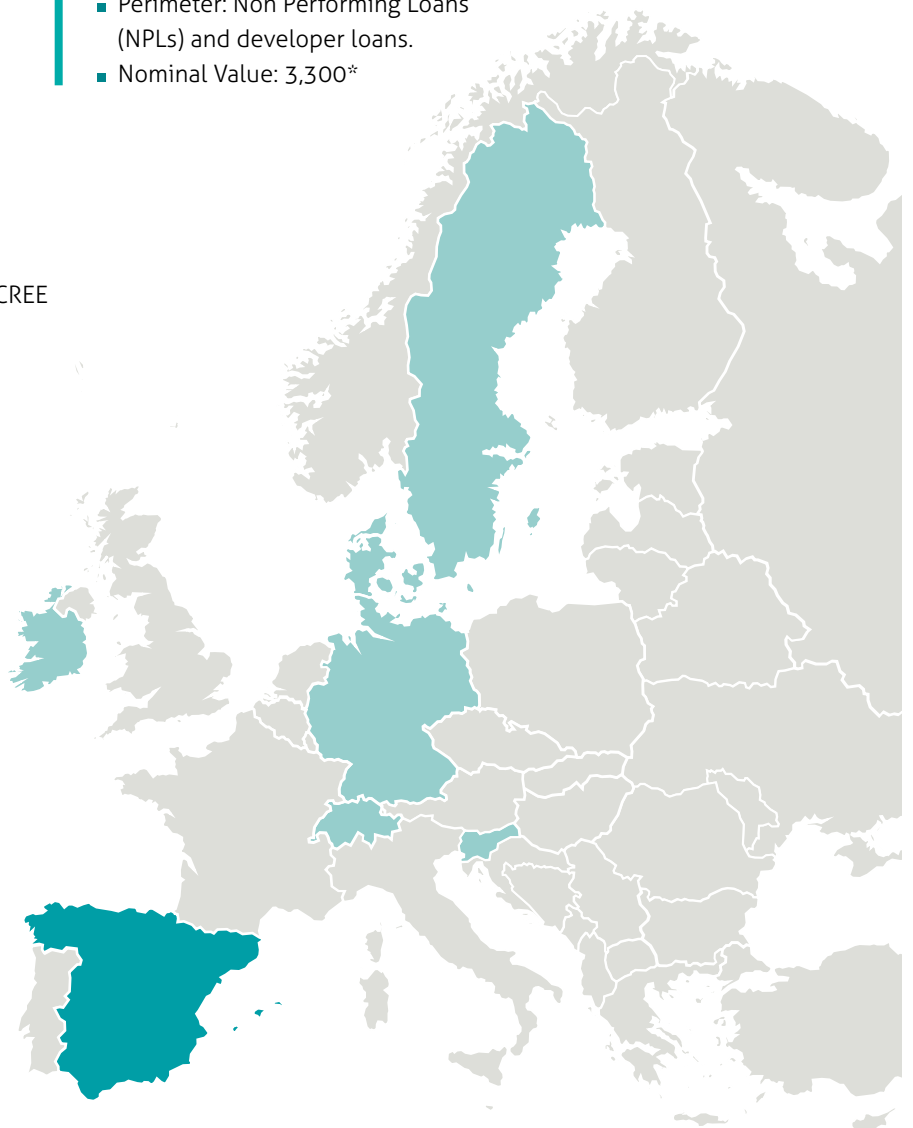 Perimeter: Non Performing Loans
(NPLs) and developer loans.
Nominal Value: 3,300*
CREE